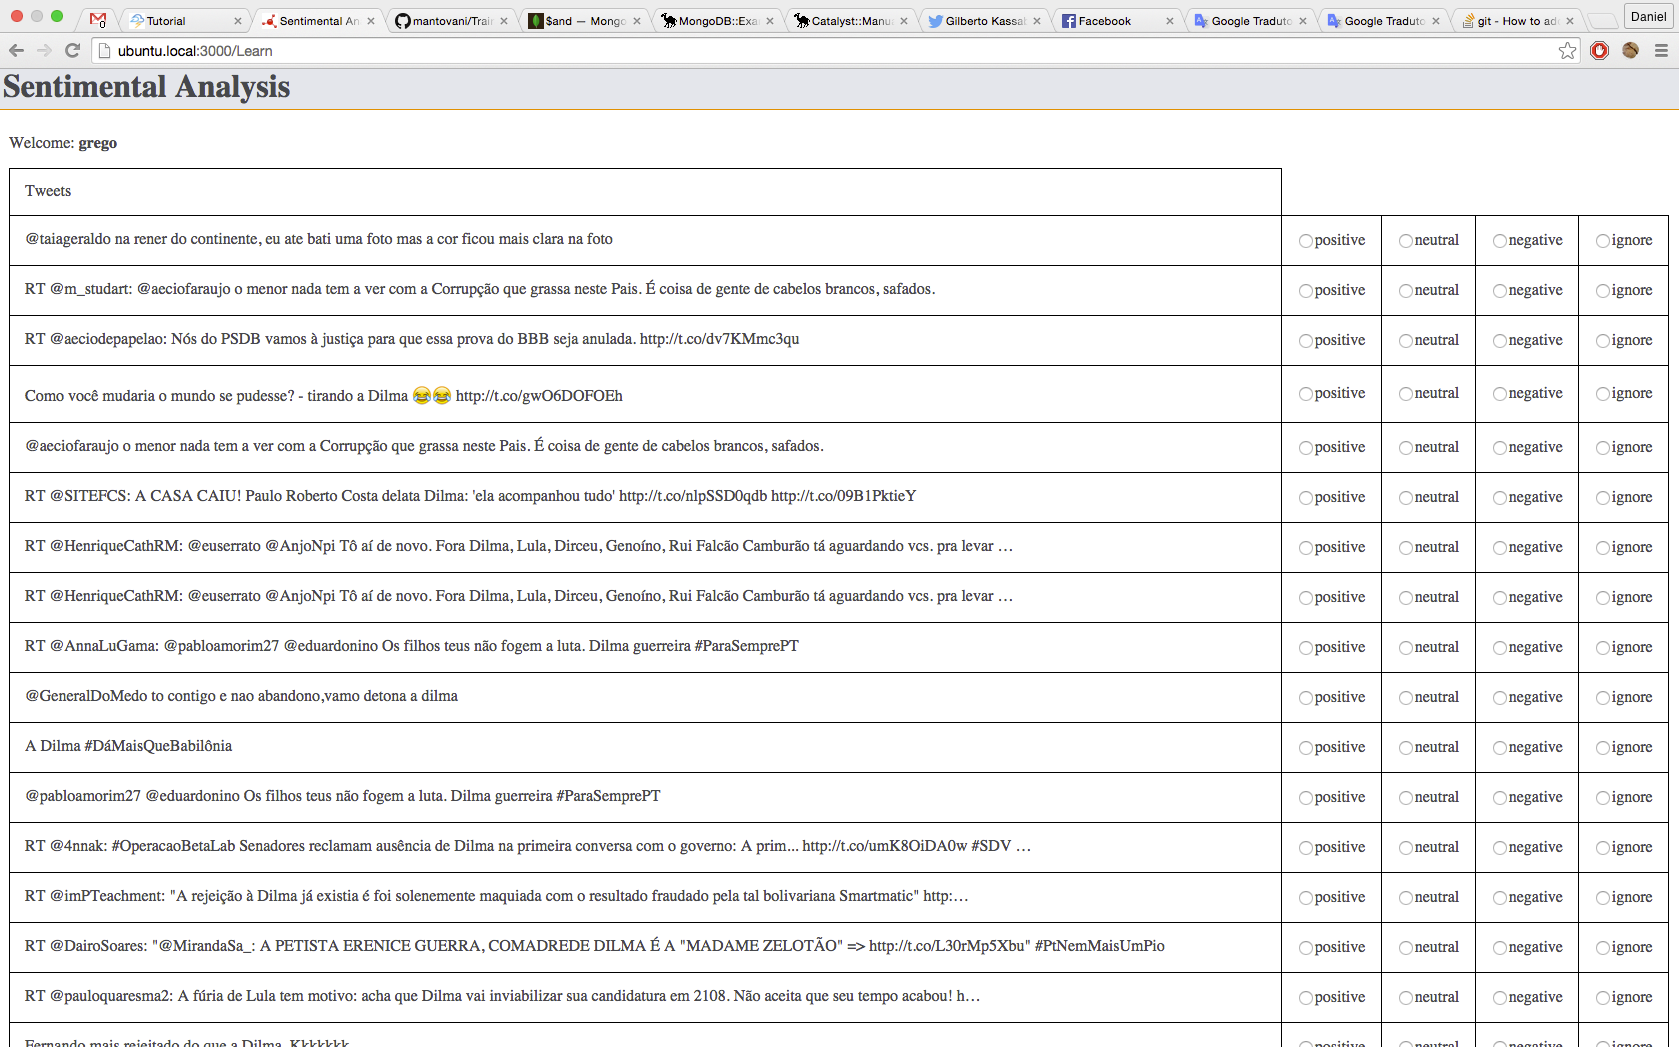 0
Tutorial
Sentimental An
mantovani/Train
$and — Mongo
MongoDB::Exa
Catalyst::Manu
Gilberto Kassab
Facebook
Google Traduto
Google Traduto
git - How to add
Daniel
ubuntu.local:3000/Learn
Sentimental Analysis
Welcome: grego
Tweets
@taiageraldo na rener do continente, eu ate bati uma foto mas a cor ficou mais clara na foto positive neutral negative ignore
RT @m_studart: @aeciofaraujo o menor nada tem a ver com a Corrupção que grassa neste Pais. É coisa de gente de cabelos brancos, safados. positive neutral negative ignore
RT @aeciodepapelao: Nós do PSDB vamos à justiça para que essa prova do BBB seja anulada. http://t.co/dv7KMmc3qu positive neutral negative ignore
Como você mudaria o mundo se pudesse? - tirando a Dilma 😂😂 http://t.co/gwO6DOFOEh positive neutral negative ignore
@aeciofaraujo o menor nada tem a ver com a Corrupção que grassa neste Pais. É coisa de gente de cabelos brancos, safados. positive neutral negative ignore
RT @SITEFCS: A CASA CAIU! Paulo Roberto Costa delata Dilma: 'ela acompanhou tudo' http://t.co/nlpSSD0qdb http://t.co/09B1PktieY positive neutral negative ignore
RT @HenriqueCathRM: @euserrato @AnjoNpi Tô aí de novo. Fora Dilma, Lula, Dirceu, Genoíno, Rui Falcão Camburão tá aguardando vcs. pra levar … positive neutral negative ignore
RT @HenriqueCathRM: @euserrato @AnjoNpi Tô aí de novo. Fora Dilma, Lula, Dirceu, Genoíno, Rui Falcão Camburão tá aguardando vcs. pra levar … positive neutral negative ignore
RT @AnnaLuGama: @pabloamorim27 @eduardonino Os filhos teus não fogem a luta. Dilma guerreira #ParaSemprePT positive neutral negative ignore
@GeneralDoMedo to contigo e nao abandono,vamo detona a dilma positive neutral negative ignore
A Dilma #DáMaisQueBabilônia positive neutral negative ignore
@pabloamorim27 @eduardonino Os filhos teus não fogem a luta. Dilma guerreira #ParaSemprePT positive neutral negative ignore
RT @4nnak: #OperacaoBetaLab Senadores reclamam ausência de Dilma na primeira conversa com o governo: A prim... http://t.co/umK8OiDA0w #SDV … positive neutral negative ignore
RT @imPTeachment: "A rejeição à Dilma já existia é foi solenemente maquiada com o resultado fraudado pela tal bolivariana Smartmatic" http:… positive neutral negative ignore
RT @DairoSoares: "@MirandaSa_: A PETISTA ERENICE GUERRA, COMADREDE DILMA É A "MADAME ZELOTÃO" => http://t.co/L30rMp5Xbu" #PtNemMaisUmPio positive neutral negative ignore
RT @pauloquaresma2: A fúria de Lula tem motivo: acha que Dilma vai inviabilizar sua candidatura em 2108. Não aceita que seu tempo acabou! h… positive neutral negative ignore
Fernando mais rejeitado do que a Dilma. Kkkkkkk positive neutral negative ignore